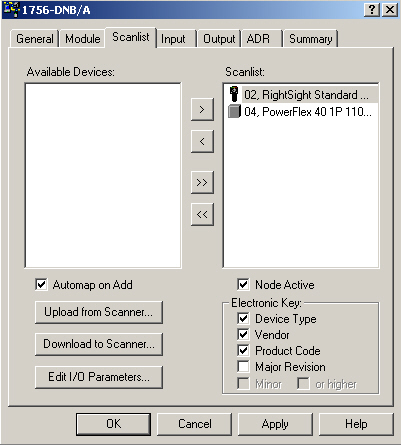 1756-DNB/A
General Module Scanlist Input Output ADR Summary
Available Devices: Scanlist:
> 02, RightSight Standard ...
04, PowerFlex 40 1P 110...
<
>>
<<
Automap on Add Node Active
Upload from Scanner... Electronic Key:
Device Type
Download to Scanner... Vendor
Product Code
Edit I/O Parameters... Major Revision
Minor or higher
OK Cancel Apply Help